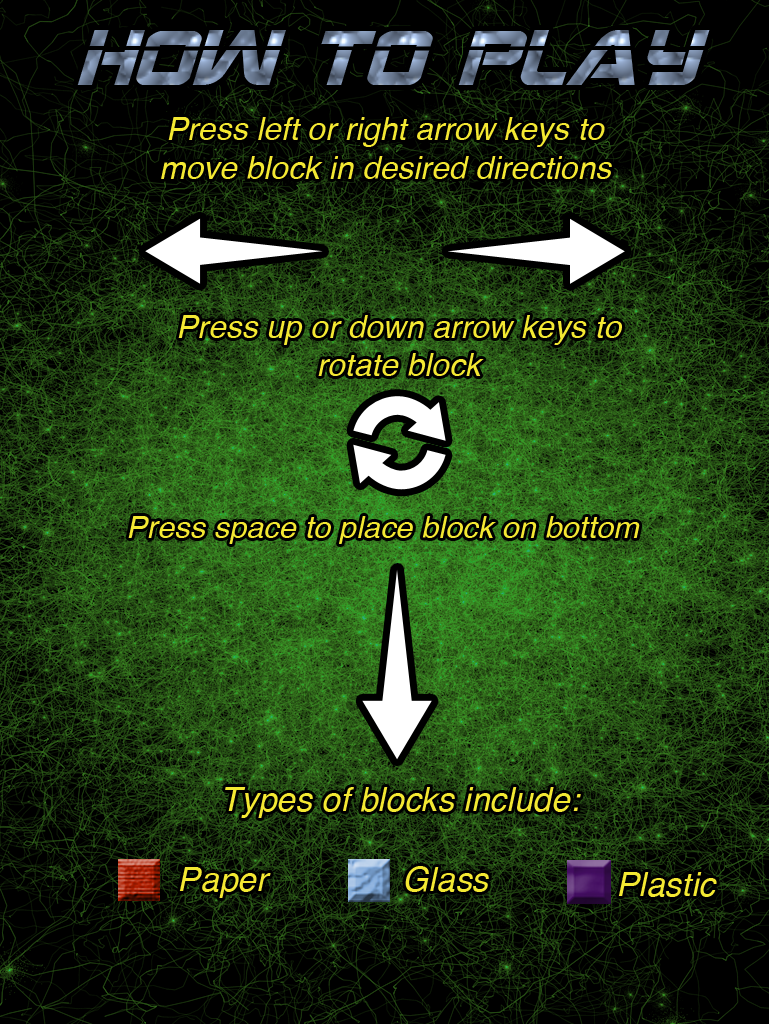 HOW TO PLAY
Press left or right arrow keys to
move block in desired directions
Press up or down arrow keys to
rotate block
Press space to place block on bottom
Types of blocks include:
Paper Glass Plastic